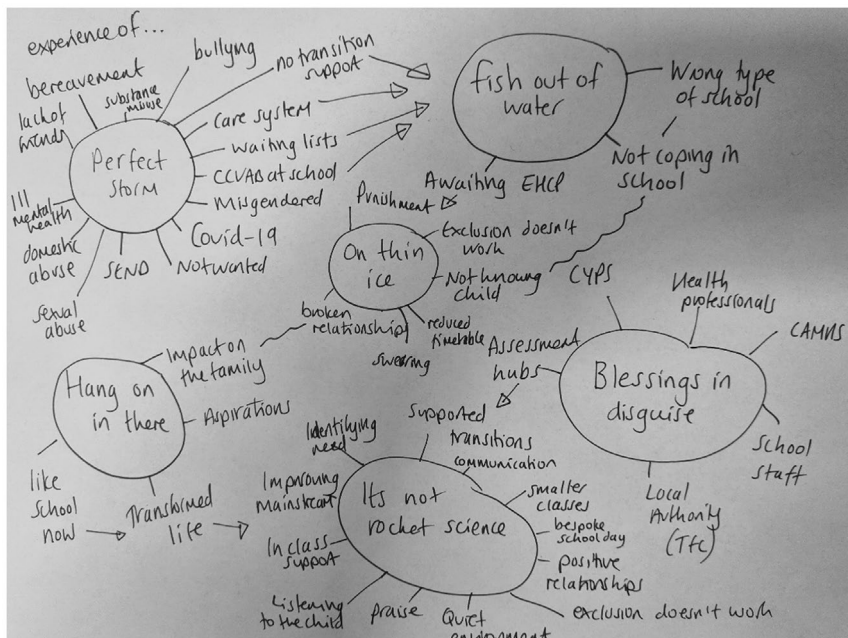 experience of...
bereavement
bullying
no transition
support
lack of
friends
substance
misuse
care system
waiting lists
Perfect
storm
CCVAB at school
Misgendered
Ill
mental
health
domestic
abuse
sexual
abuse
SEND
Covid-19
Not wanted
fish out of
water
Wrong type
of school
Not coping in
school
Awaiting EHCP
Punishment
On thin
ice
Exclusion doesn't
work
Not knowing
child
broken
relationships
reduced
timetable
swearing
Hang on
in there
Impact on
the family
Aspirations
like
school
now
Transformed
life
Blessings in
disguise
CYPS
Health
professionals
CAMHS
Assessment
hubs
School
staff
Local
Authority
(TfC)
Its not
rocket science
Supported
transitions
communication
Identifying
need
Improving
mainstream
In class
support
Listening
to the child
praise
Quiet
environment
smaller
classes
bespoke
school day
positive
relationships
exclusion doesn't work